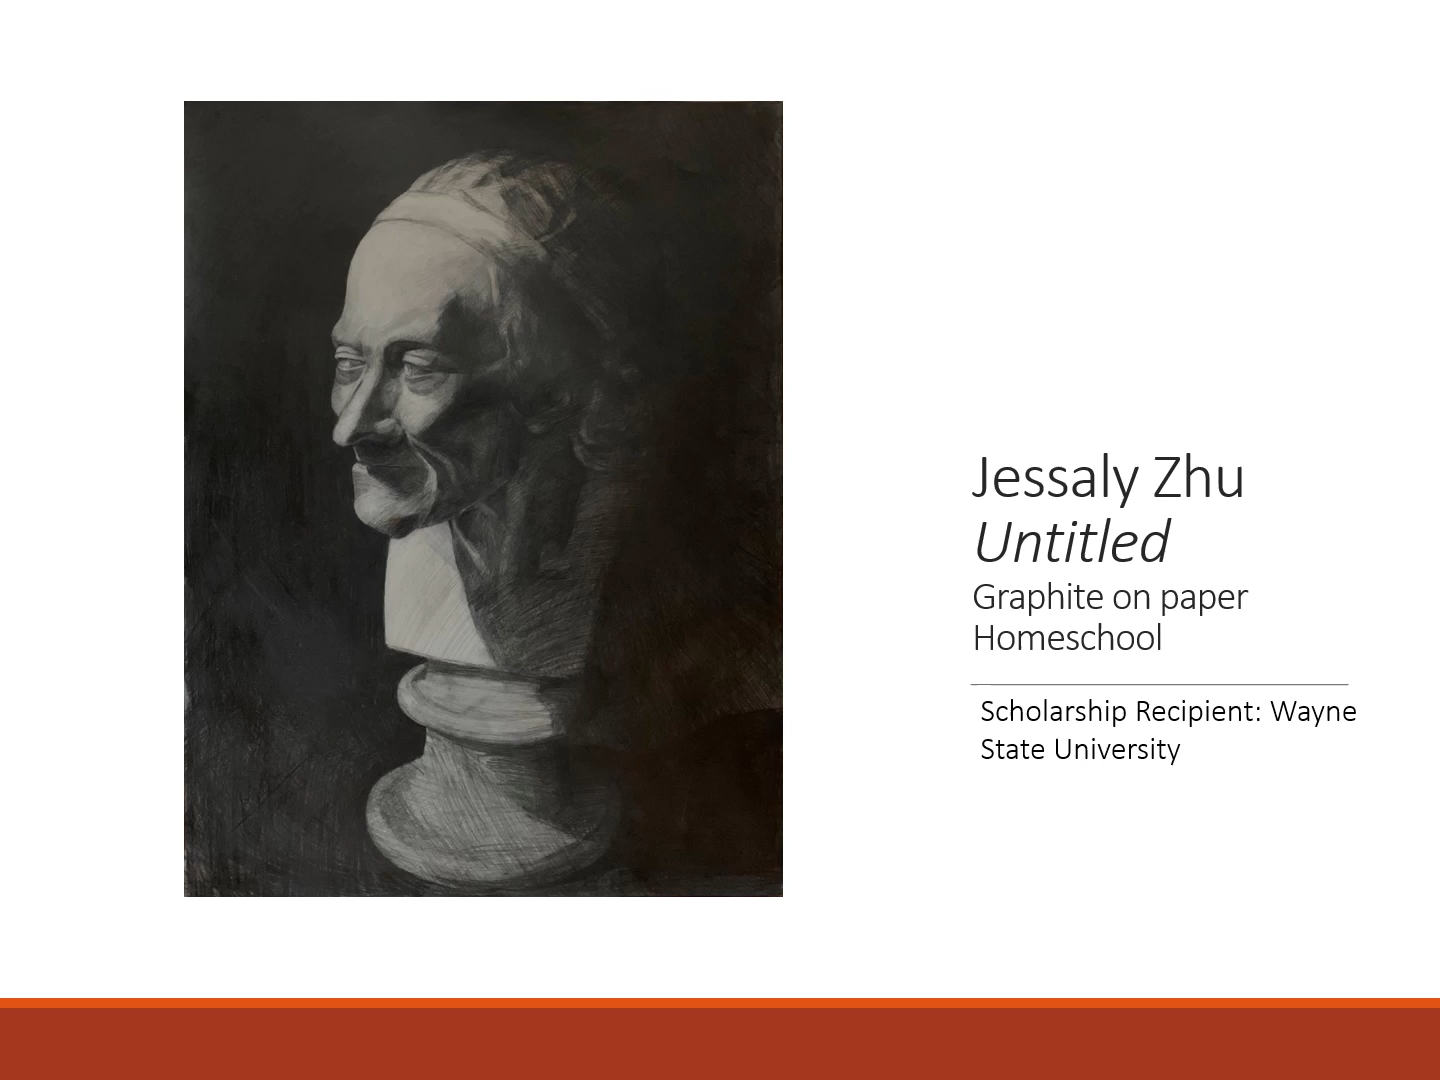 Jessaly Zhu
Untitled
Graphite on paper
Homeschool
Scholarship Recipient: Wayne
State University